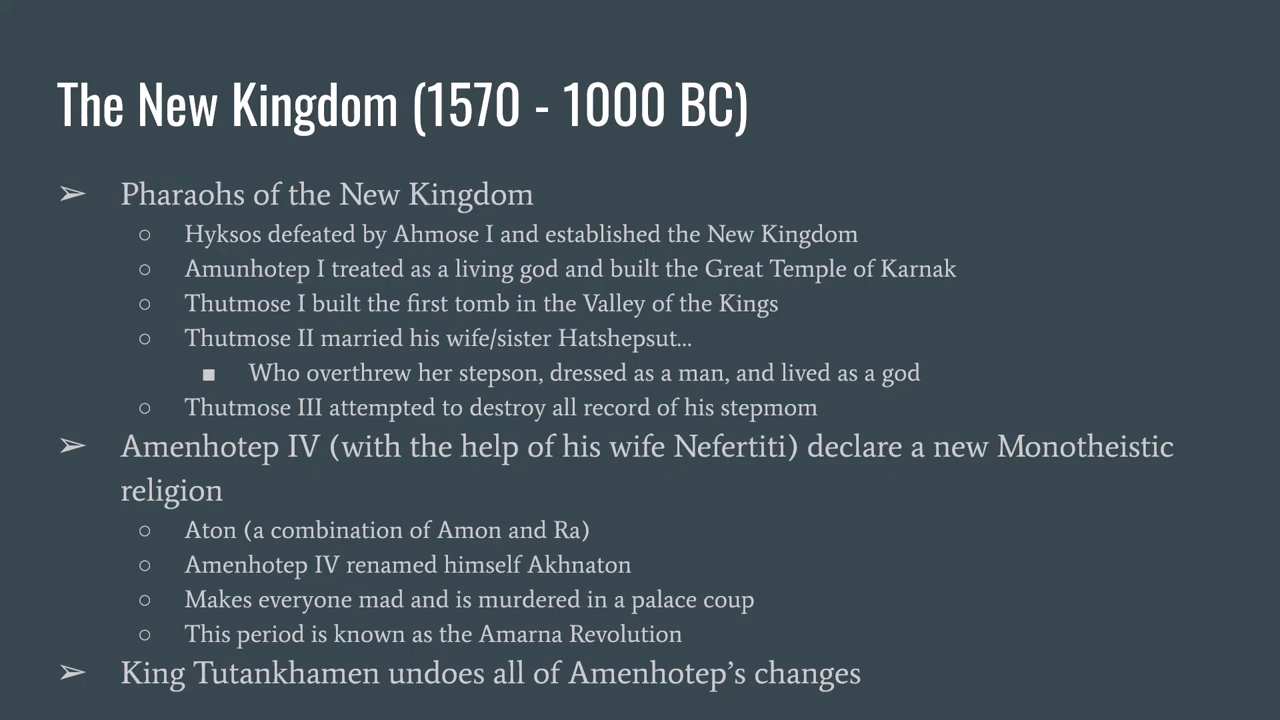 The New Kingdom (1570 - 1000 BC)
➢ Pharaohs of the New Kingdom
○ Hyksos defeated by Ahmose I and established the New Kingdom
○ Amunhotep I treated as a living god and built the Great Temple of Karnak
○ Thutmose I built the first tomb in the Valley of the Kings
○ Thutmose II married his wife/sister Hatshepsut...
■ Who overthrew her stepson, dressed as a man, and lived as a god
○ Thutmose III attempted to destroy all record of his stepmom
➢ Amenhotep IV (with the help of his wife Nefertiti) declare a new Monotheistic
religion
○ Aton (a combination of Amon and Ra)
○ Amenhotep IV renamed himself Akhnaton
○ Makes everyone mad and is murdered in a palace coup
○ This period is known as the Amarna Revolution
➢ King Tutankhamen undoes all of Amenhotep’s changes